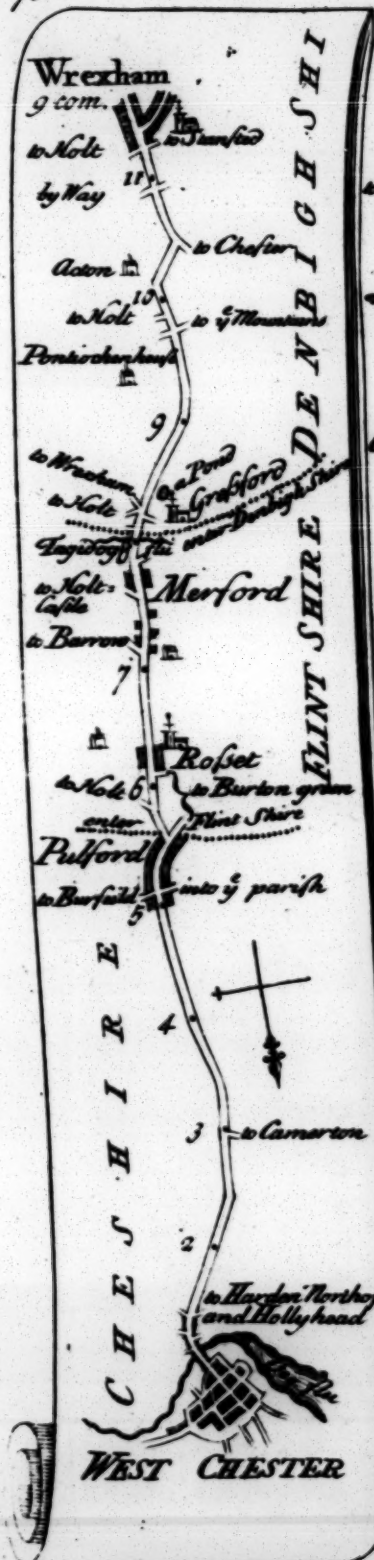 Wrexham
9 com.
to Holt
to Stansted
11
by Way
to Chester
Acton
10
to Holt
to yᵉ Mountains
9
to Wrexham
a Pond
Gresford
to Holt
enter Denbigh Shire
Merford
to Holt=
castle
to Barrow
7
Rosset
to Holt
6
to Burton green
enter
Flint Shire
Pulford
to Burfeild
into yᵉ parish
5
4
3
to Camerton
2
to Harden Northop
and Hollyhead
WEST CHESTER
CHESHIRE
FLINT SHIRE
DENBIGH SHI